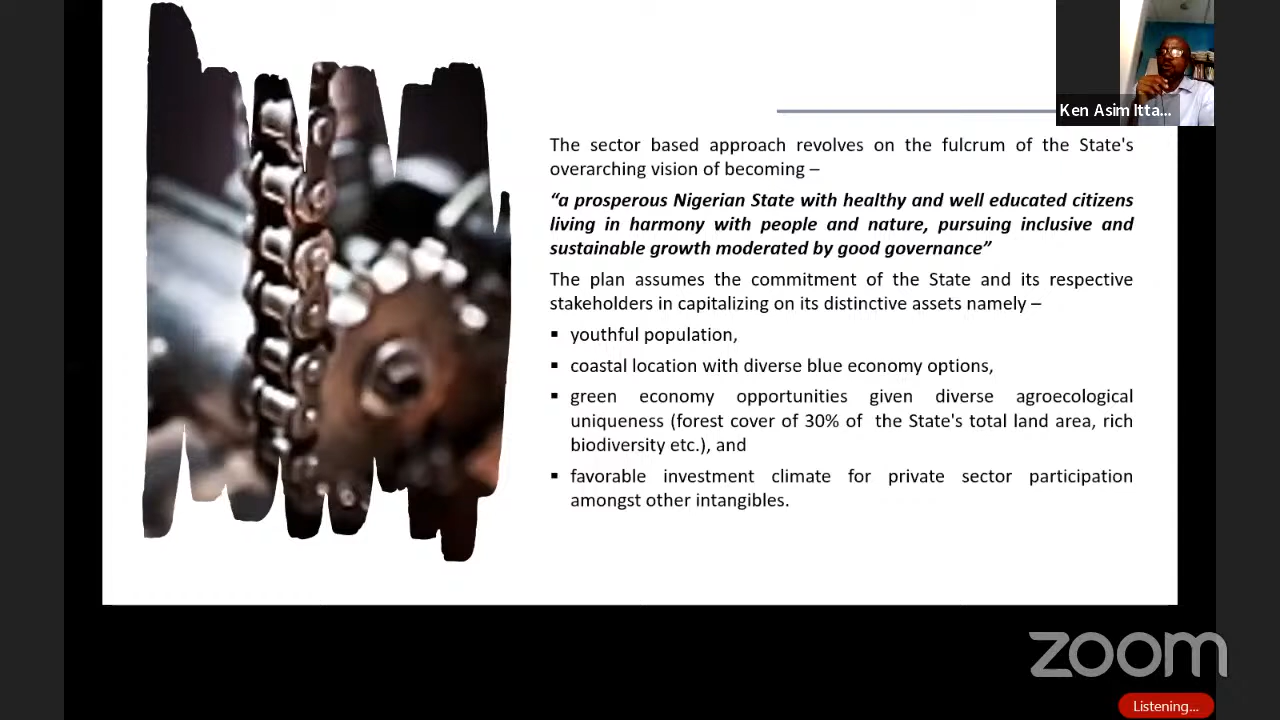 Ken Asim Itta...
The sector based approach revolves on the fulcrum of the State's
overarching vision of becoming –
“a prosperous Nigerian State with healthy and well educated citizens
living in harmony with people and nature, pursuing inclusive and
sustainable growth moderated by good governance”
The plan assumes the commitment of the State and its respective
stakeholders in capitalizing on its distinctive assets namely –
▪ youthful population,
▪ coastal location with diverse blue economy options,
▪ green economy opportunities given diverse agroecological
uniqueness (forest cover of 30% of the State's total land area, rich
biodiversity etc.), and
▪ favorable investment climate for private sector participation
amongst other intangibles.
zoom
Listening...